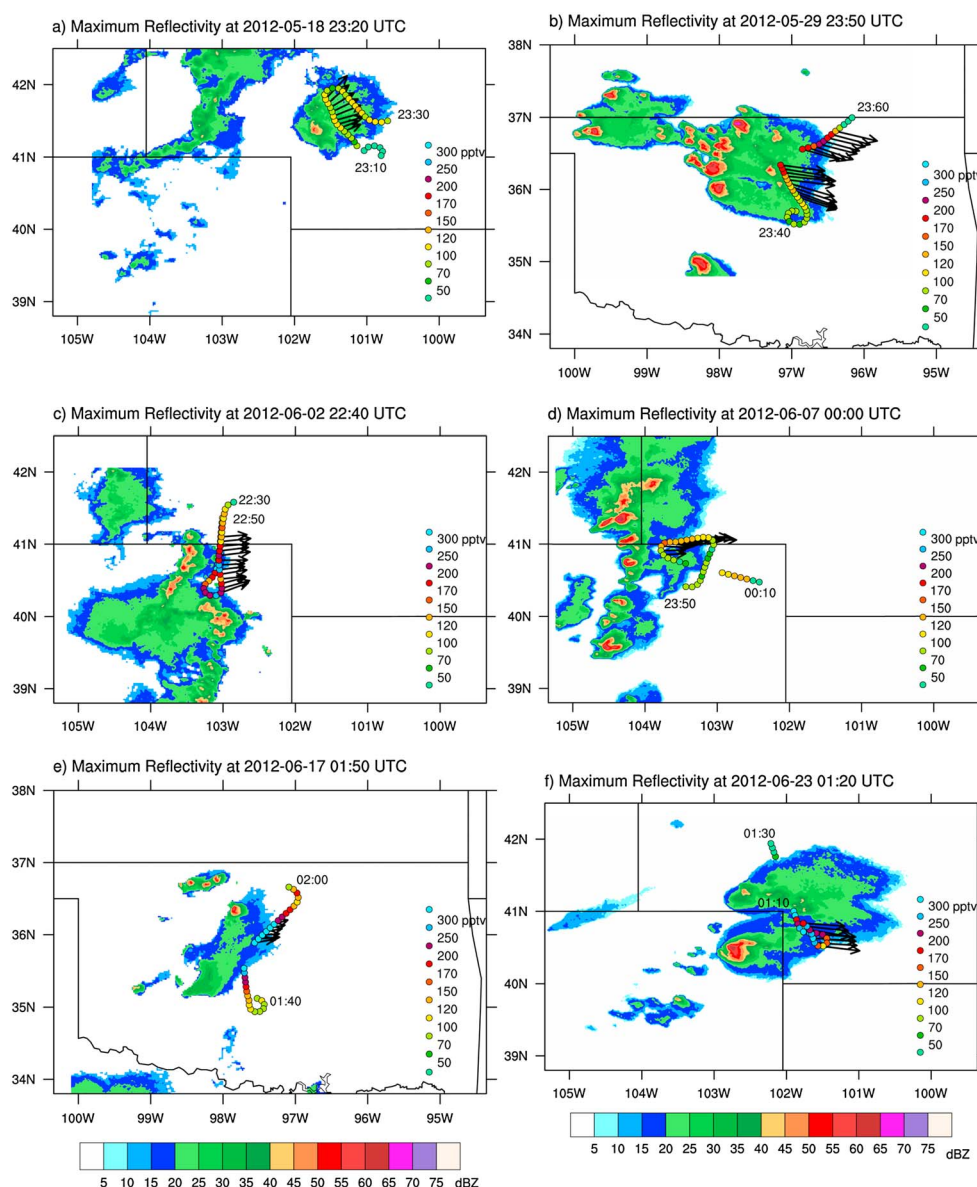 a) Maximum Reflectivity at 2012-05-18 23:20 UTC
42N
41N
40N
39N
105W 104W 103W 102W 101W 100W
23:30
23:10
300 pptv
250
200
170
150
120
100
70
50
b) Maximum Reflectivity at 2012-05-29 23:50 UTC
38N
37N
36N
35N
34N
100W 99W 98W 97W 96W 95W
23:60
23:40
300 pptv
250
200
170
150
120
100
70
50
c) Maximum Reflectivity at 2012-06-02 22:40 UTC
42N
41N
40N
39N
105W 104W 103W 102W 101W 100W
22:30
22:50
300 pptv
250
200
170
150
120
100
70
50
d) Maximum Reflectivity at 2012-06-07 00:00 UTC
42N
41N
40N
39N
105W 104W 103W 102W 101W 100W
23:50
00:10
300 pptv
250
200
170
150
120
100
70
50
e) Maximum Reflectivity at 2012-06-17 01:50 UTC
38N
37N
36N
35N
34N
100W 99W 98W 97W 96W 95W
02:00
01:40
300 pptv
250
200
170
150
120
100
70
50
f) Maximum Reflectivity at 2012-06-23 01:20 UTC
42N
41N
40N
39N
105W 104W 103W 102W 101W 100W
01:30
01:10
300 pptv
250
200
170
150
120
100
70
50
5 10 15 20 25 30 35 40 45 50 55 60 65 70 75 dBZ
5 10 15 20 25 30 35 40 45 50 55 60 65 70 75 dBZ